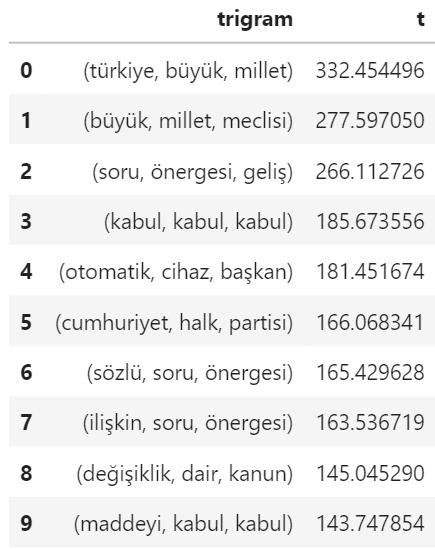 trigram t
0 (türkiye, büyük, millet) 332.454496
1 (büyük, millet, meclisi) 277.597050
2 (soru, önergesi, geliş) 266.112726
3 (kabul, kabul, kabul) 185.673556
4 (otomatik, cihaz, başkan) 181.451674
5 (cumhuriyet, halk, partisi) 166.068341
6 (sözlü, soru, önergesi) 165.429628
7 (ilişkin, soru, önergesi) 163.536719
8 (değişiklik, dair, kanun) 145.045290
9 (maddeyi, kabul, kabul) 143.747854